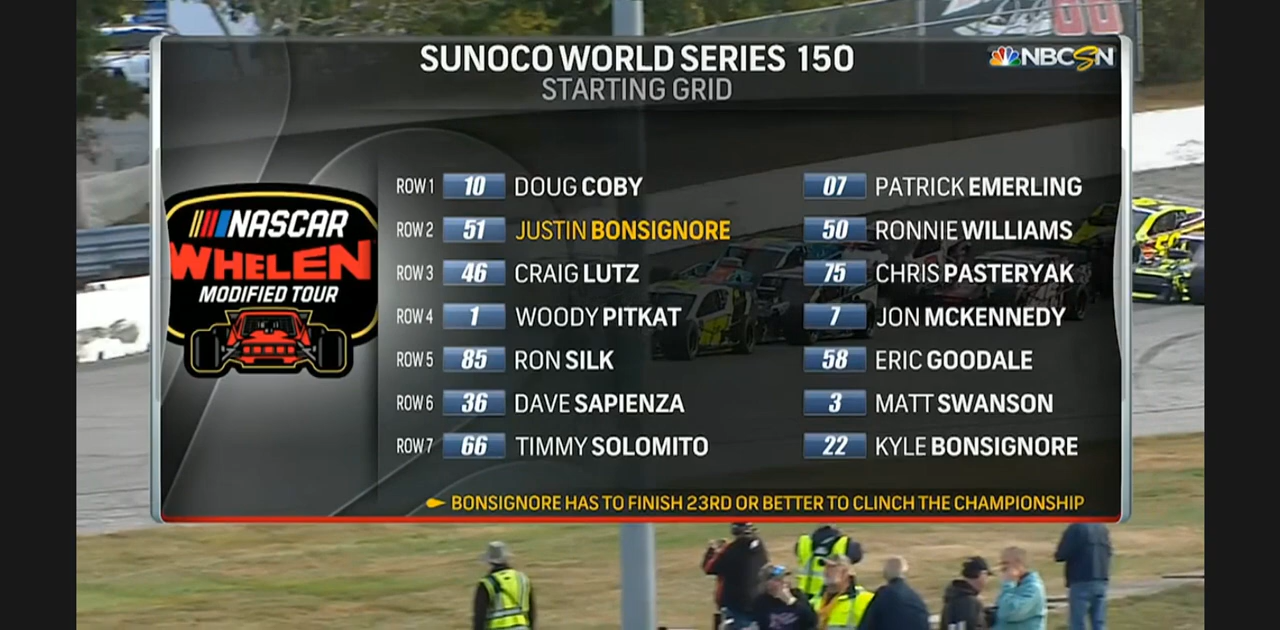 SUNOCO WORLD SERIES 150
NBCSN
STARTING GRID
NASCAR
WHELEN
MODIFIED TOUR
ROW 1 10 DOUG COBY 07 PATRICK EMERLING
ROW 2 51 JUSTIN BONSIGNORE 50 RONNIE WILLIAMS
ROW 3 46 CRAIG LUTZ 75 CHRIS PASTERYAK
ROW 4 1 WOODY PITKAT 7 JON MCKENNEDY
ROW 5 85 RON SILK 58 ERIC GOODALE
ROW 6 36 DAVE SAPIENZA 3 MATT SWANSON
ROW 7 66 TIMMY SOLOMITO 22 KYLE BONSIGNORE
BONSIGNORE HAS TO FINISH 23RD OR BETTER TO CLINCH THE CHAMPIONSHIP